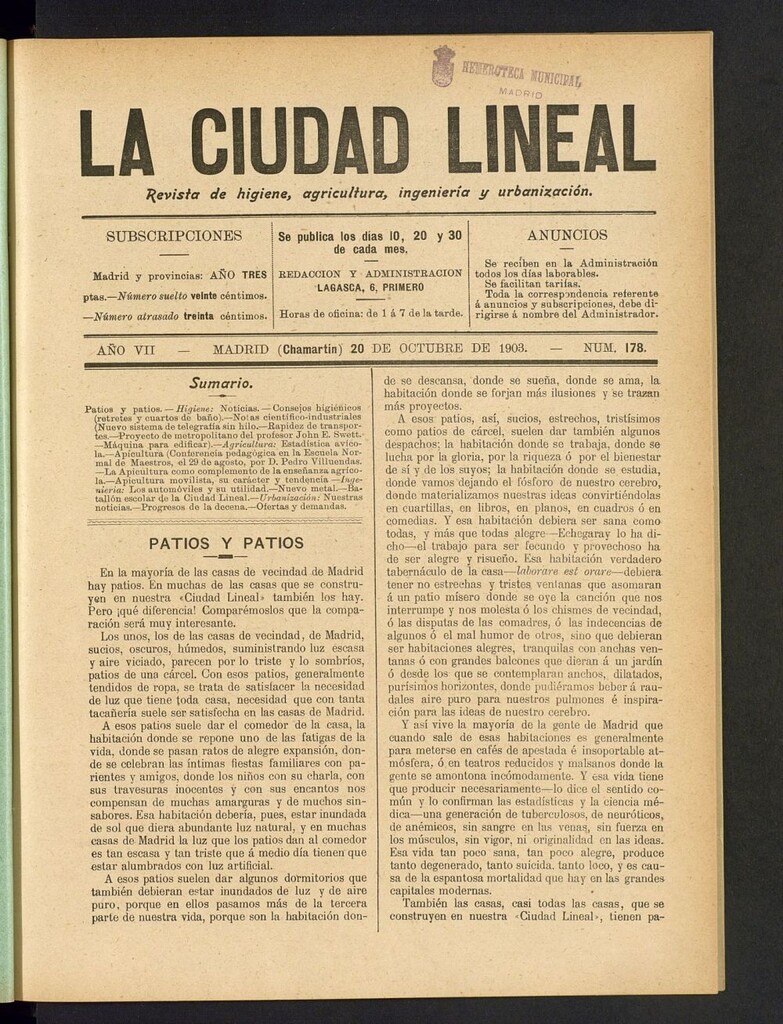 HEMEROTECA MUNICIPAL
MADRID
LA CIUDAD LINEAL
Revista de higiene, agricultura, ingeniería y urbanización.
SUBSCRIPCIONES
Madrid y provincias: AÑO TRES
ptas.—Número suelto veinte céntimos.
—Número atrasado treinta céntimos.
Se publica los días 10, 20 y 30
de cada mes.
REDACCION Y ADMINISTRACION
LAGASCA, 6, PRIMERO
Horas de oficina: de 1 á 7 de la tarde.
ANUNCIOS
Se reciben en la Administración
todos los días laborables.
Se facilitan tarifas.
Toda la correspondencia referente
á anuncios y subscripciones, debe di-
rigirse á nombre del Administrador.
AÑO VII — MADRID (Chamartín) 20 DE OCTUBRE DE 1903. — NUM. 178.
Sumario.
Patios y patios.—Higiene: Noticias.—Consejos higiénicos
(retretes y cuartos de baño).—Notas científico-industriales
(Nuevo sistema de telegrafía sin hilo.—Rapidez de transpor-
tes.—Proyecto de metropolitano del profesor John E. Swett.
—Máquina para edificar).—Agricultura: Estadística avíco-
la.—Apicultura (Conferencia pedagógica en la Escuela Nor-
mal de Maestros, el 29 de agosto, por D. Pedro Villuendas.
—La Apicultura como complemento de la enseñanza agríco-
la.—Apicultura movilista, su carácter y tendencia—Inge-
niería: Los automóviles y su utilidad.—Nuevo metal.—Ba-
tallón escolar de la Ciudad Lineal.—Urbanización: Nuestras
noticias.—Progresos de la decena.—Ofertas y demandas.
PATIOS Y PATIOS
En la mayoría de las casas de vecindad de Madrid
hay patios. En muchas de las casas que se constru-
yen en nuestra «Ciudad Lineal» también los hay.
Pero ¡qué diferencia! Comparémoslos que la compa-
ración será muy interesante.
Los unos, los de las casas de vecindad, de Madrid,
sucios, oscuros, húmedos, suministrando luz escasa
y aire viciado, parecen por lo triste y lo sombríos,
patios de una cárcel. Con esos patios, generalmente
tendidos de ropa, se trata de satisfacer la necesidad
de luz que tiene toda casa, necesidad que con tanta
tacañería suele ser satisfecha en las casas de Madrid.
A esos patios suele dar el comedor de la casa, la
habitación donde se repone uno de las fatigas de la
vida, donde se pasan ratos de alegre expansión, don-
de se celebran las íntimas fiestas familiares con pa-
rientes y amigos, donde los niños con su charla, con
sus travesuras inocentes y con sus encantos nos
compensan de muchas amarguras y de muchos sin-
sabores. Esa habitación debería, pues, estar inundada
de sol que diera abundante luz natural, y en muchas
casas de Madrid la luz que los patios dan al comedor
es tan escasa y tan triste que á medio día tienen que
estar alumbrados con luz artificial.
A esos patios suelen dar algunos dormitorios que
también debieran estar inundados de luz y de aire
puro, porque en ellos pasamos más de la tercera
parte de nuestra vida, porque son la habitación don-
de se descansa, donde se sueña, donde se ama, la
habitación donde se forjan más ilusiones y se trazan
más proyectos.
A esos patios, así, sucios, estrechos, tristísimos
como patios de cárcel, suelen dar también algunos
despachos; la habitación donde se trabaja, donde se
lucha por la gloria, por la riqueza ó por el bienestar
de sí y de los suyos; la habitación donde se estudia,
donde vamos dejando el fósforo de nuestro cerebro,
donde materializamos nuestras ideas convirtiéndolas
en cuartillas, en libros, en planos, en cuadros ó en
comedias. Y esa habitación debiera ser sana como
todas, y más que todas alegre—Echegaray lo ha di-
cho—el trabajo para ser fecundo y provechoso ha
de ser alegre y risueño. Esa habitación verdadero
tabernáculo de la casa—laborare est orare—debiera
tener no estrechas y tristes ventanas que asomaran
á un patio mísero donde se oye la canción que nos
interrumpe y nos molesta ó los chismes de vecindad,
ó las disputas de las comadres, ó las indecencias de
algunos ó el mal humor de otros, sino que debieran
ser habitaciones alegres, tranquilas con anchas ven-
tanas ó con grandes balcones que dieran á un jardín
ó desde los que se contemplaran anchos, dilatados,
purísimos horizontes, donde pudiéramos beber á rau-
dales aire puro para nuestros pulmones é inspira-
ción para las ideas de nuestro cerebro.
Y así vive la mayoría de la gente de Madrid que
cuando sale de esas habitaciones es generalmente
para meterse en cafés de apestada é insoportable at-
mósfera, ó en teatros reducidos y malsanos donde la
gente se amontona incómodamente. Y esa vida tiene
que producir necesariamente—lo dice el sentido co-
mún y lo confirman las estadísticas y la ciencia mé-
dica—una generación de tuberculosos, de neuróticos,
de anémicos, sin sangre en las venas, sin fuerza en
los músculos, sin vigor, ni originalidad en las ideas.
Esa vida tan poco sana, tan poco alegre, produce
tanto degenerado, tanto suicida, tanto loco, y es cau-
sa de la espantosa mortalidad que hay en las grandes
capitales modernas.
También las casas, casi todas las casas, que se
construyen en nuestra «Ciudad Lineal», tienen pa-